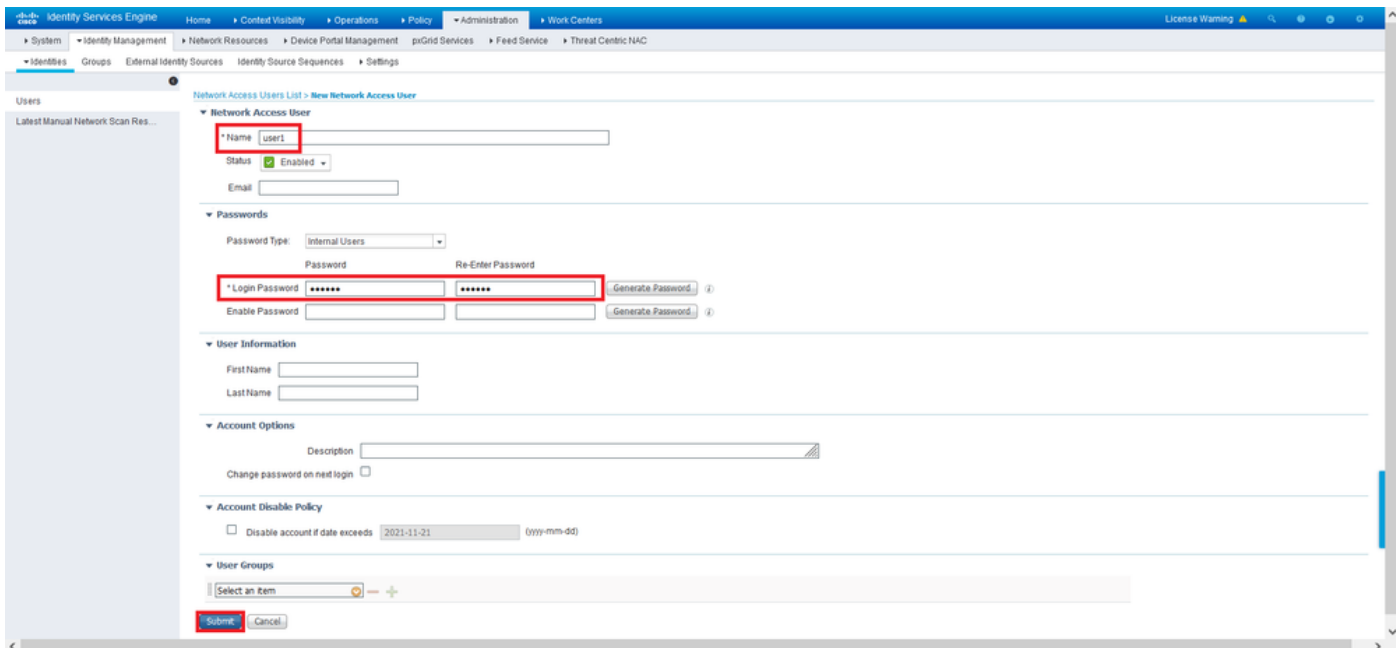 cisco Identity Services Engine Home Context Visibility Operations Policy Administration Work Centers License Warning
System Identity Management Network Resources Device Portal Management pxGrid Services Feed Service Threat Centric NAC
Identities Groups External Identity Sources Identity Source Sequences Settings
Users
Latest Manual Network Scan Res...
Network Access Users List > New Network Access User
Network Access User
* Name user1
Status Enabled
Email
Passwords
Password Type: Internal Users
Password Re-Enter Password
* Login Password •••••• •••••• Generate Password
Enable Password Generate Password
User Information
First Name
Last Name
Account Options
Description
Change password on next login
Account Disable Policy
Disable account if date exceeds 2021-11-21 (yyyy-mm-dd)
User Groups
Select an item
Submit Cancel